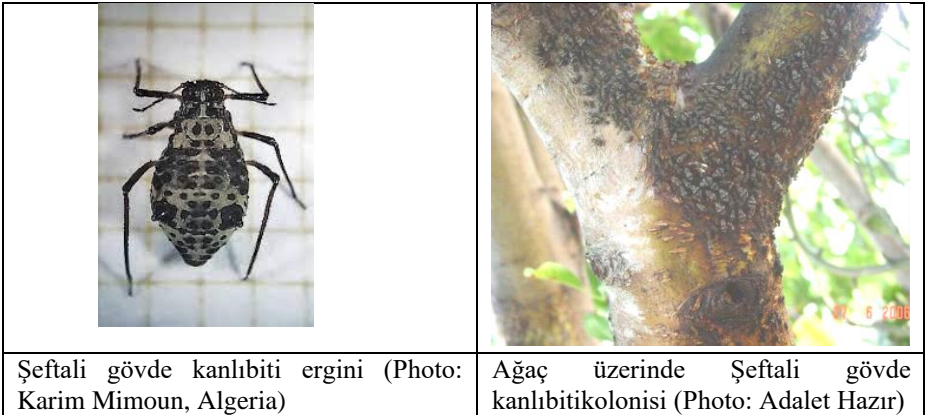 Şeftali gövde kanlıbiti ergini (Photo:
Karim Mimoun, Algeria)
Ağaç üzerinde Şeftali gövde
kanlıbitikolonisi (Photo: Adalet Hazır)